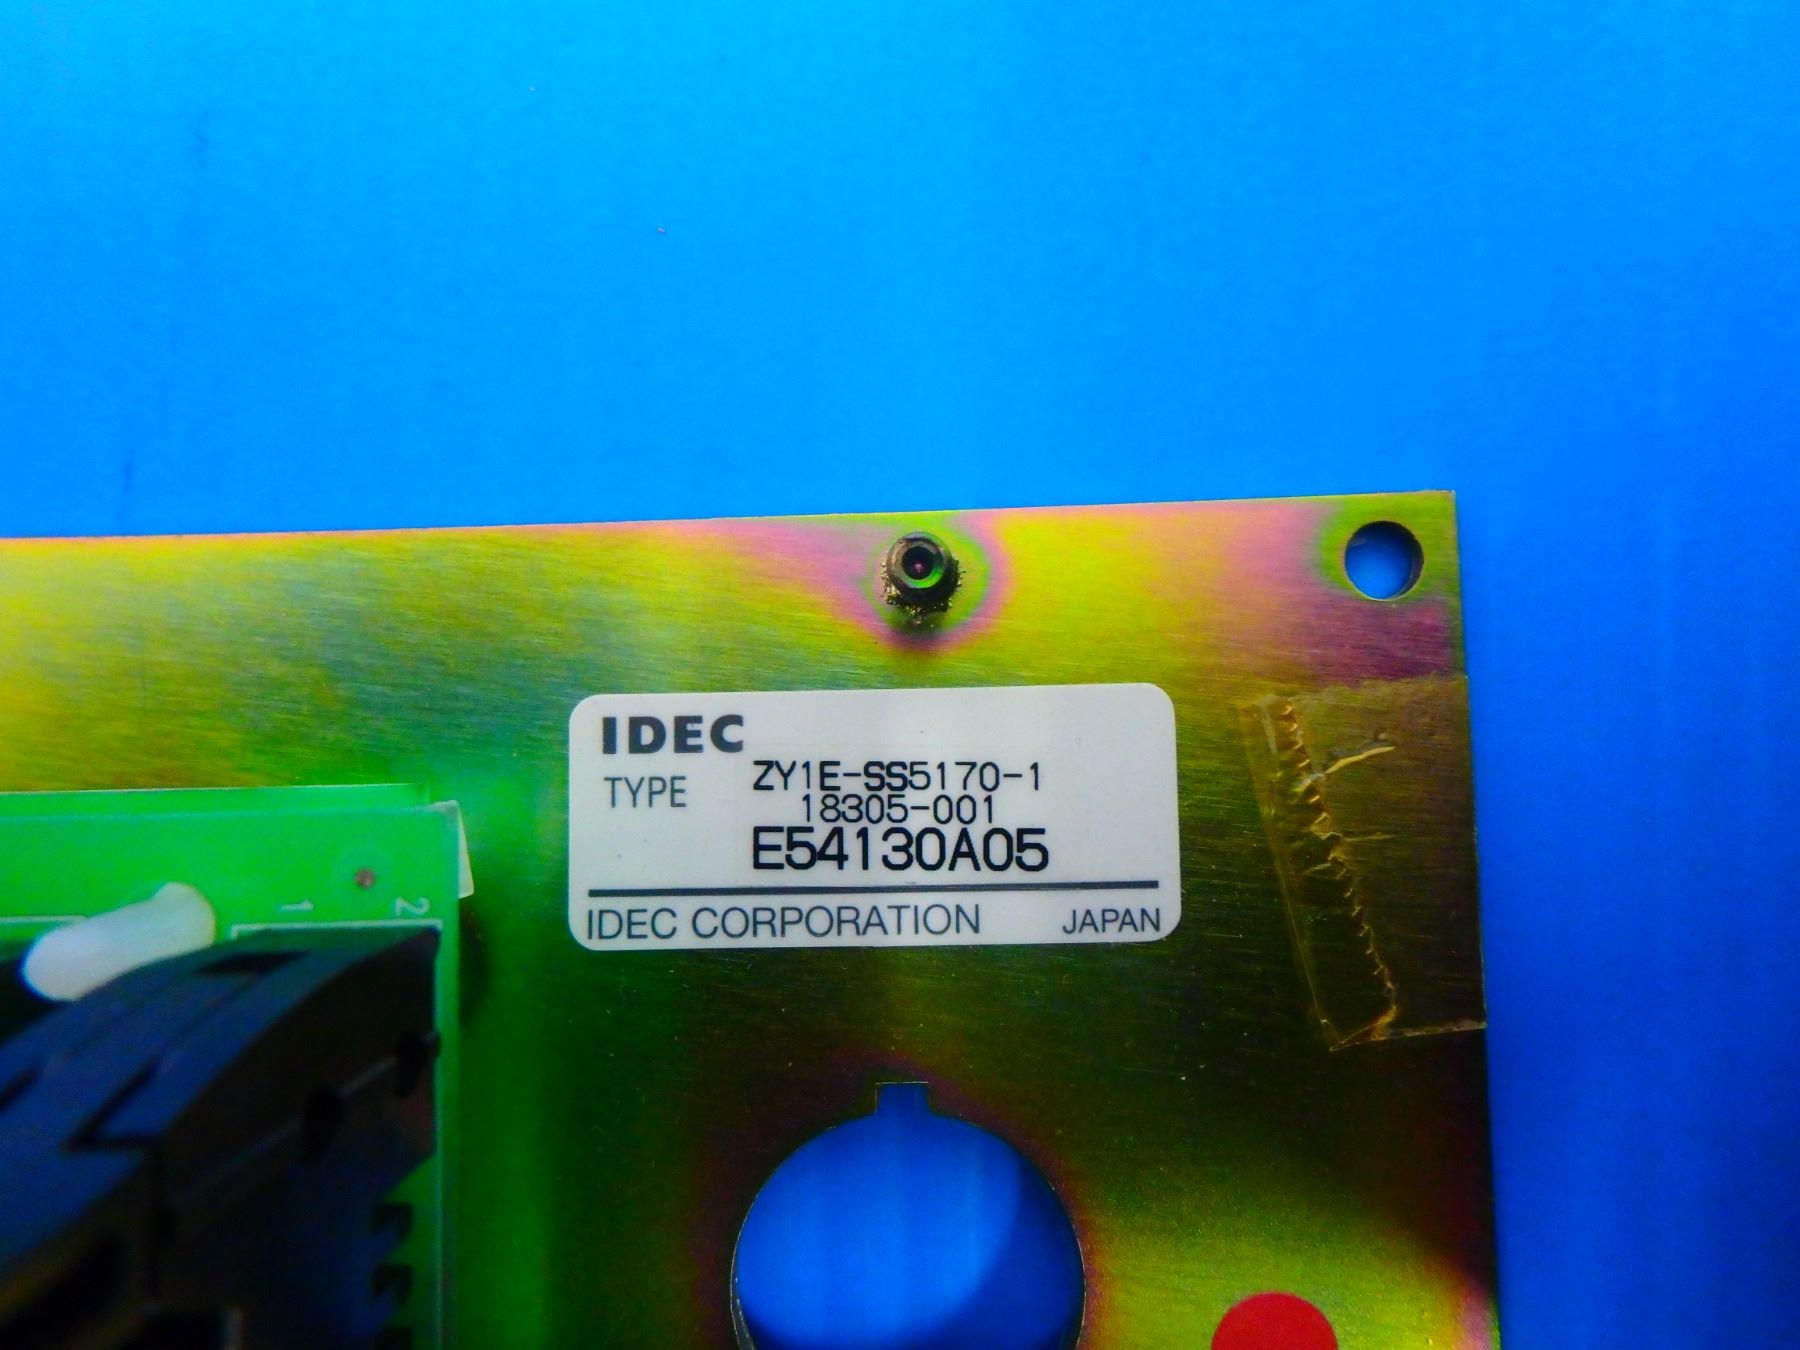 IDEC
TYPE ZY1E-SS5170-1
18305-001
E54130A05
IDEC CORPORATION JAPAN
1 2